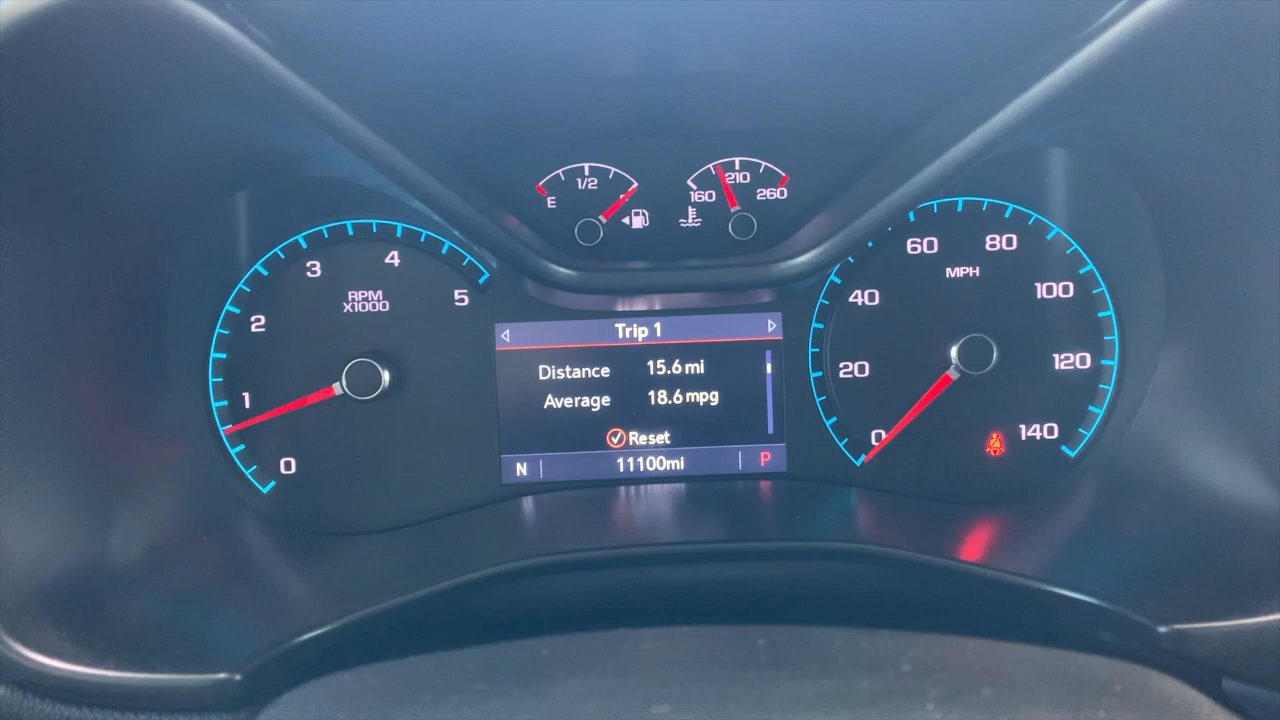 1/2
E
160
210
260
RPM
X1000
0
1
2
3
4
5
Trip 1
Distance 15.6 mi
Average 18.6 mpg
Reset
N 11100mi P
MPH
0
20
40
60
80
100
120
140